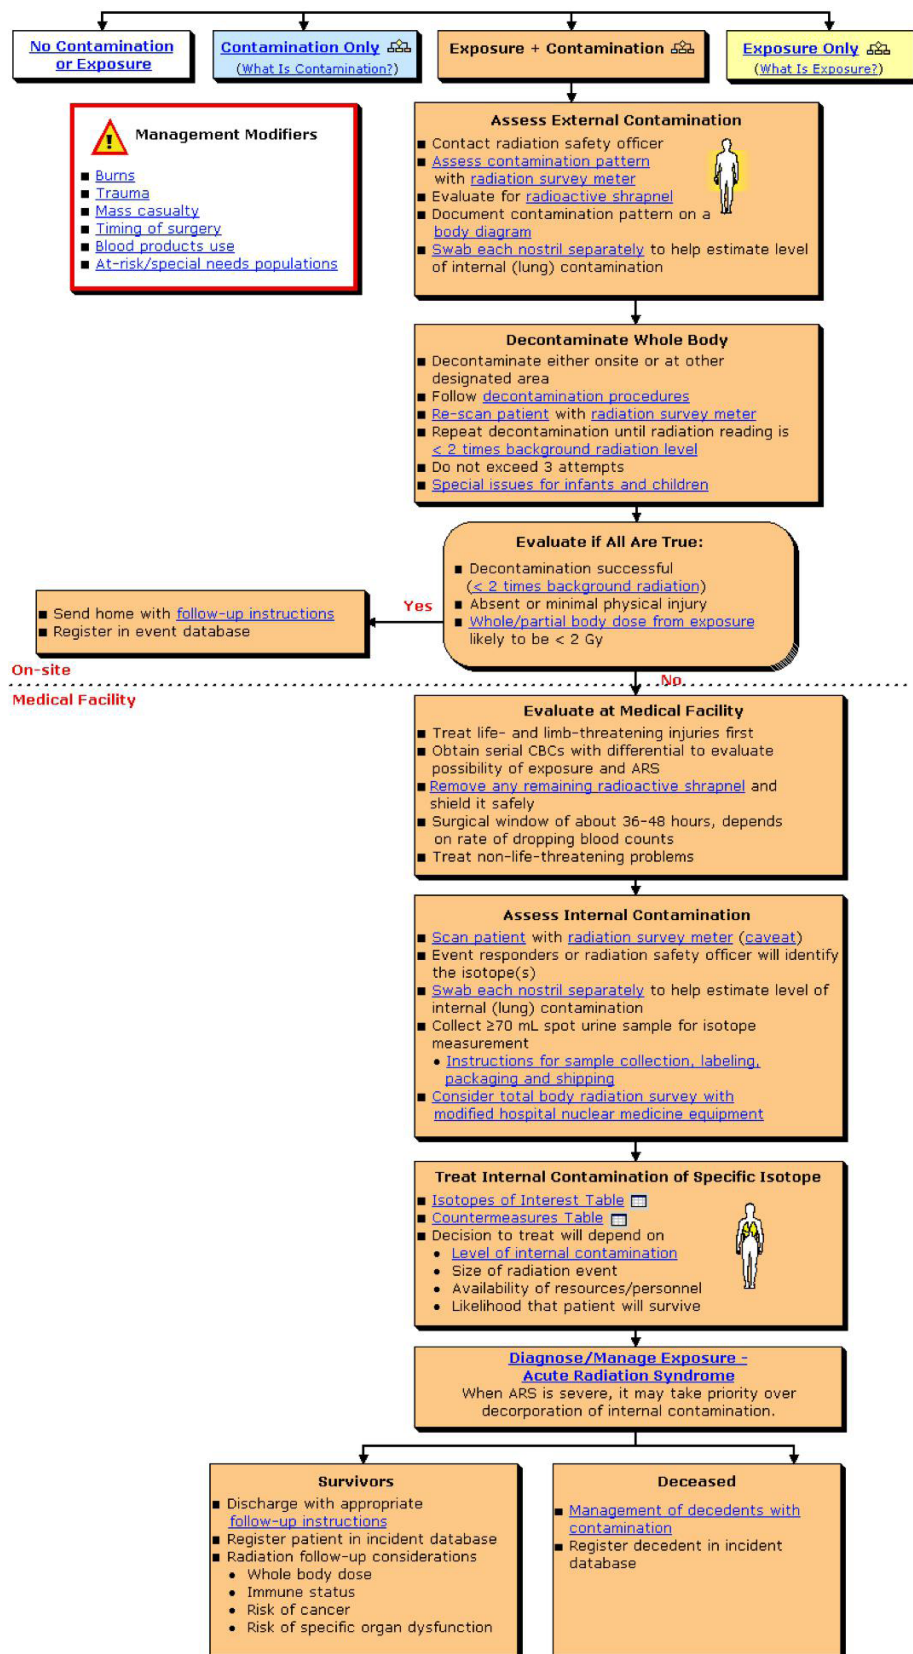 No Contamination
or Exposure
Contamination Only
(What Is Contamination?)
Exposure + Contamination
Exposure Only
(What Is Exposure?)
Management Modifiers
■ Burns
■ Trauma
■ Mass casualty
■ Timing of surgery
■ Blood products use
■ At-risk/special needs populations
Assess External Contamination
■ Contact radiation safety officer
■ Assess contamination pattern
with radiation survey meter
■ Evaluate for radioactive shrapnel
■ Document contamination pattern on a
body diagram
■ Swab each nostril separately to help estimate level
of internal (lung) contamination
Decontaminate Whole Body
■ Decontaminate either onsite or at other
designated area
■ Follow decontamination procedures
■ Re-scan patient with radiation survey meter
■ Repeat decontamination until radiation reading is
< 2 times background radiation level
■ Do not exceed 3 attempts
■ Special issues for infants and children
Evaluate if All Are True:
■ Decontamination successful
(< 2 times background radiation)
■ Absent or minimal physical injury
■ Whole/partial body dose from exposure
likely to be < 2 Gy
Yes
■ Send home with follow-up instructions
■ Register in event database
On-site
No
Medical Facility
Evaluate at Medical Facility
■ Treat life- and limb-threatening injuries first
■ Obtain serial CBCs with differential to evaluate
possibility of exposure and ARS
■ Remove any remaining radioactive shrapnel and
shield it safely
■ Surgical window of about 36-48 hours, depends
on rate of dropping blood counts
■ Treat non-life-threatening problems
Assess Internal Contamination
■ Scan patient with radiation survey meter (caveat)
■ Event responders or radiation safety officer will identify
the isotope(s)
■ Swab each nostril separately to help estimate level of
internal (lung) contamination
■ Collect ≥70 mL spot urine sample for isotope
measurement
• Instructions for sample collection, labeling,
packaging and shipping
■ Consider total body radiation survey with
modified hospital nuclear medicine equipment
Treat Internal Contamination of Specific Isotope
■ Isotopes of Interest Table
■ Countermeasures Table
■ Decision to treat will depend on
• Level of internal contamination
• Size of radiation event
• Availability of resources/personnel
• Likelihood that patient will survive
Diagnose/Manage Exposure -
Acute Radiation Syndrome
When ARS is severe, it may take priority over
decorporation of internal contamination.
Survivors
■ Discharge with appropriate
follow-up instructions
■ Register patient in incident database
■ Radiation follow-up considerations
• Whole body dose
• Immune status
• Risk of cancer
• Risk of specific organ dysfunction
Deceased
■ Management of decedents with
contamination
■ Register decedent in incident
database